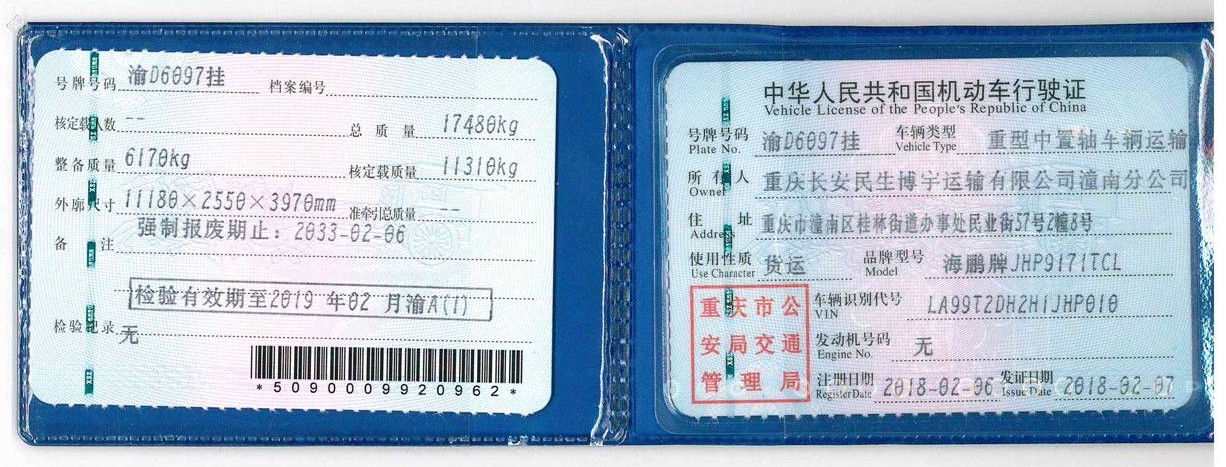 号牌号码 渝D6097挂 档案编号
核定载人数 -- 总质量 17480kg
整备质量 6170kg 核定载质量 11310kg
外廓尺寸 11180×2550×3970mm 准牵引总质量 --
备注 强制报废期止：2033-02-06
检验有效期至2019 年02 月渝A(1)
检验记录 无
*5090009920962*
中华人民共和国机动车行驶证
Vehicle License of the People's Republic of China
号牌号码 渝D6097挂 车辆类型 重型中置轴车辆运输
Plate No. Vehicle Type
所有人 重庆长安民生博宇运输有限公司潼南分公司
Owner
住址 重庆市潼南区桂林街道办事处民业街57号2幢8号
Address
使用性质 货运 品牌型号 海鹏牌JHP9171TCL
Use Character Model
重庆市公
安局交通
管理局
车辆识别代号 LA99T2DH2H1JHP010
VIN
发动机号码 无
Engine No.
注册日期 2018-02-06 发证日期 2018-02-07
Register Date Issue Date